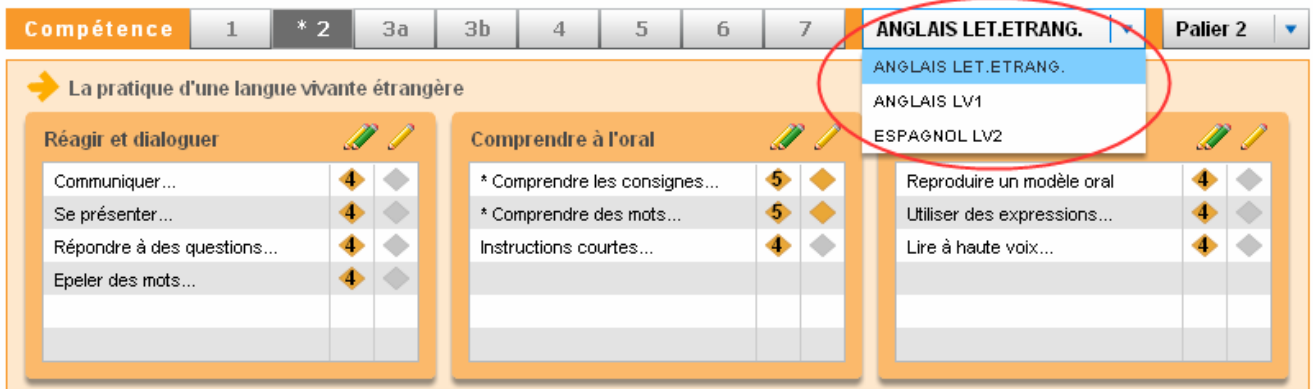 Compétence 1 * 2 3a 3b 4 5 6 7 ANGLAIS LET.ETRANG. Palier 2
ANGLAIS LET.ETRANG.
ANGLAIS LV1
ESPAGNOL LV2
La pratique d'une langue vivante étrangère
Réagir et dialoguer
Communiquer... 4
Se présenter... 4
Répondre à des questions... 4
Epeler des mots... 4
Comprendre à l'oral
* Comprendre les consignes... 5
* Comprendre des mots... 5
Instructions courtes... 4
Reproduire un modèle oral 4
Utiliser des expressions... 4
Lire à haute voix... 4